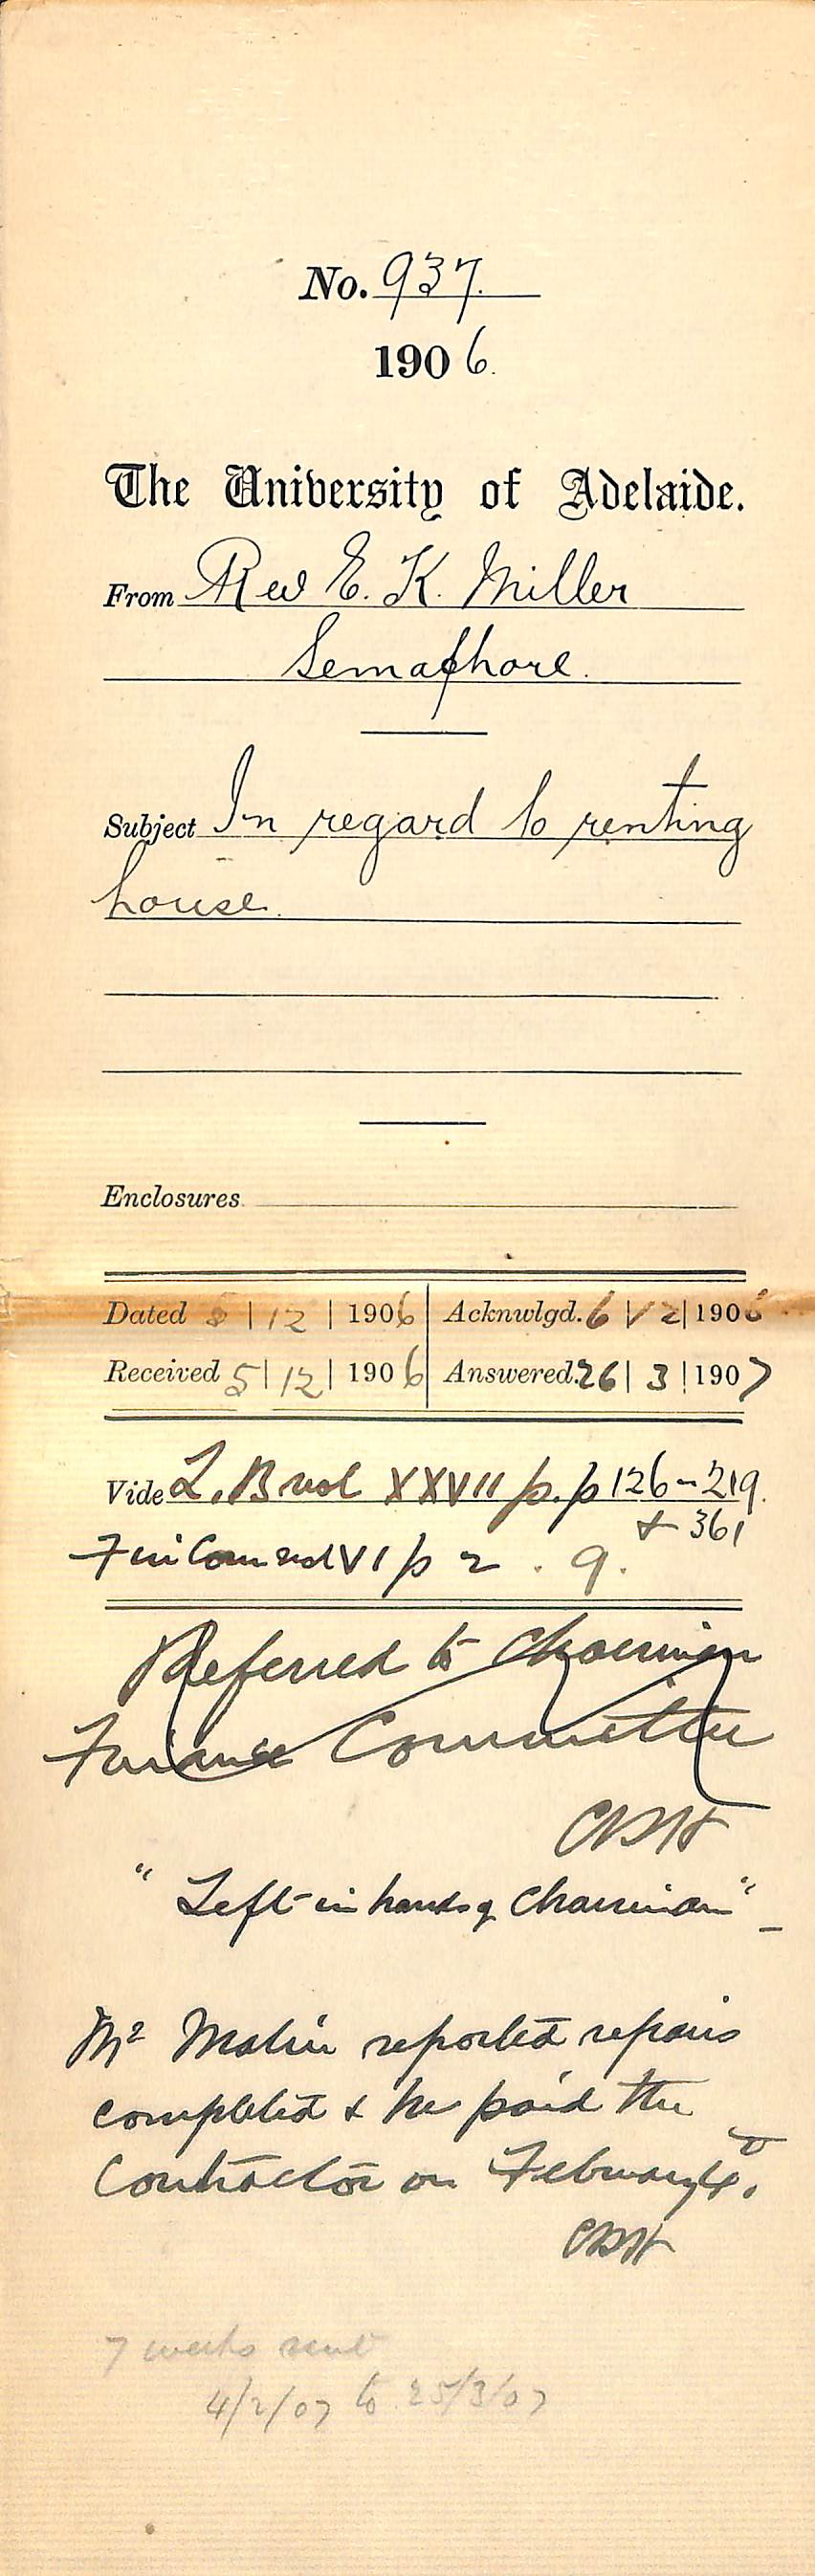 No. 937.
1906.
The University of Adelaide.
From Rev E. K. Miller
Semaphore.
Subject In regard to renting
house.
Enclosures
Dated 5 | 12 | 1906 Acknwlgd. 6 | 12 | 1906
Received 5 | 12 | 1906 Answered. 26 | 3 | 1907
Vide L. B vol XXVII p. p 126-219.
+ 361
Fin Com vol VI p 2 . 9.
Referred to Chairman
Finance Committee
CRH
"Left in hands of Chairman" -
Mr Malin reported repairs
completed & he paid the
Contractor on February 4.
CRH
7 weeks rent
4/2/07 to 25/3/07